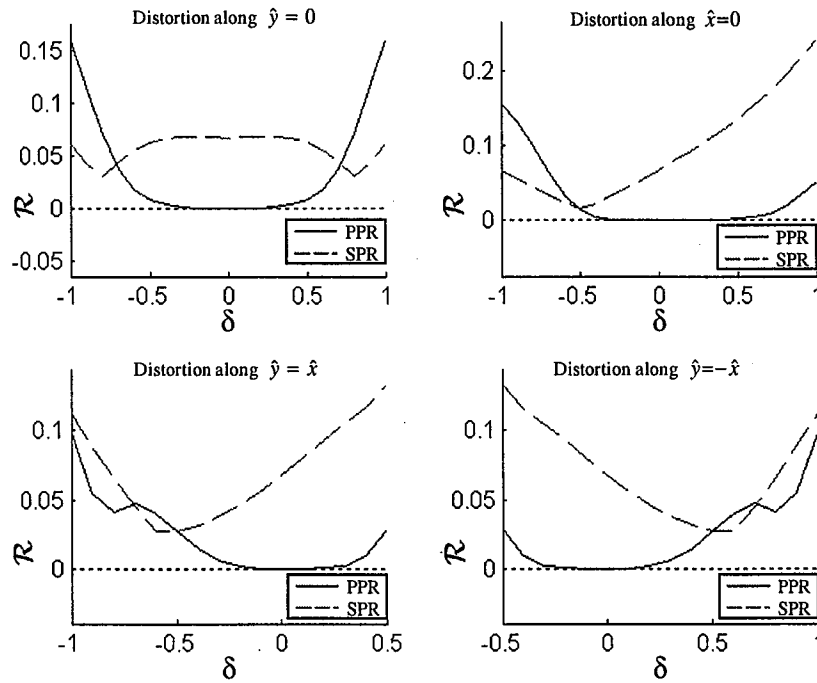 Distortion along ŷ = 0
0.15
0.1
0.05
0
-0.05
R
PPR
SPR
-1 -0.5 0 0.5 1
δ
Distortion along x̂=0
0.2
0.1
0
R
PPR
SPR
-1 -0.5 0 0.5 1
δ
Distortion along ŷ = x̂
0.1
0.05
0
R
PPR
SPR
-1 -0.5 0 0.5
δ
Distortion along ŷ=-x̂
0.1
0.05
0
R
PPR
SPR
-0.5 0 0.5 1
δ